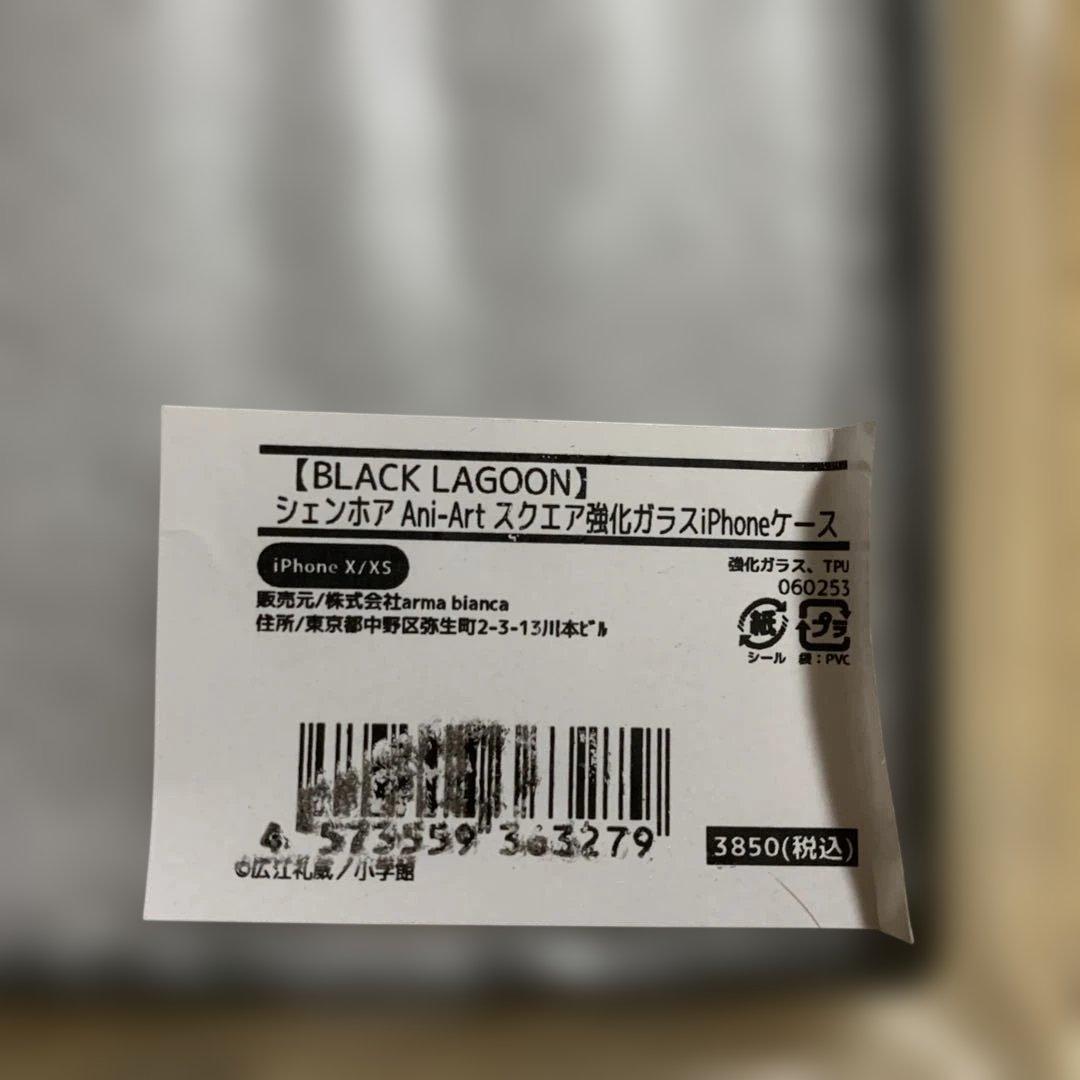 【BLACK LAGOON】
シェンホア Ani-Art スクエア強化ガラスiPhoneケース
iPhone X/XS
強化ガラス、TPU
060253
販売元/株式会社arma bianca
住所/東京都中野区弥生町2-3-13川本ビル
紙 プラ
シール 袋：PVC
4 573559 363279
3850(税込)
©広江礼威／小学館